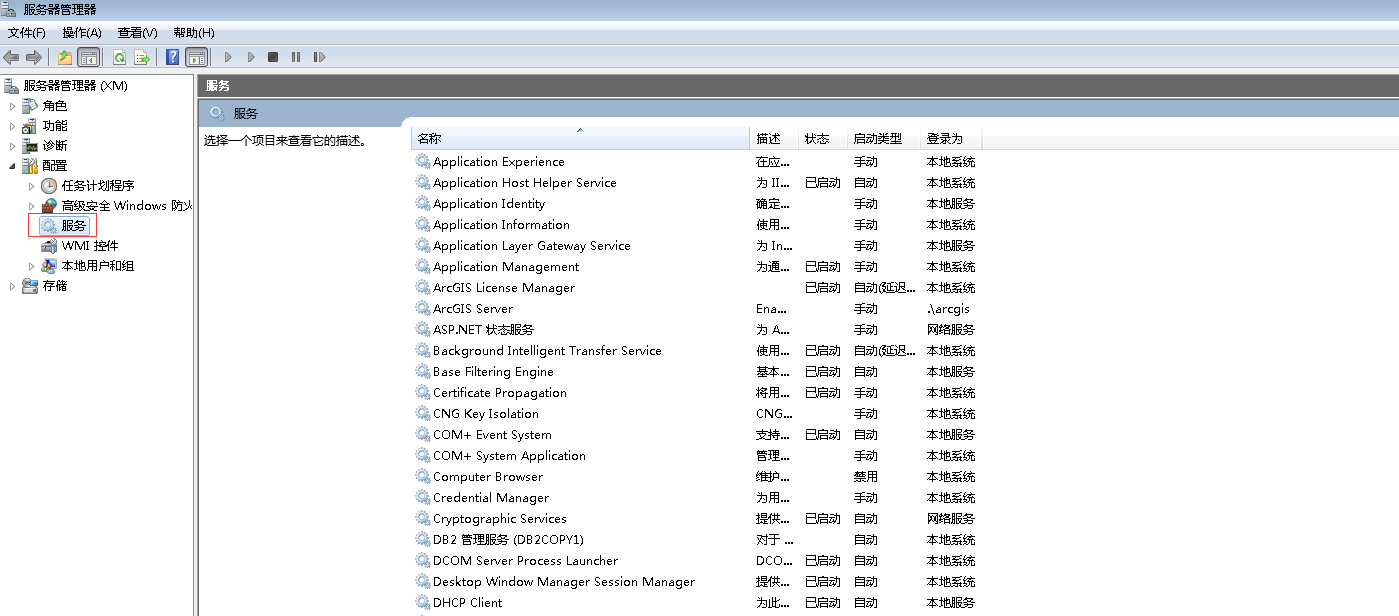 服务器管理器
文件(F) 操作(A) 查看(V) 帮助(H)
服务器管理器 (XM)
角色
功能
诊断
配置
任务计划程序
高级安全 Windows 防火
服务
WMI 控件
本地用户和组
存储
服务
服务
选择一个项目来查看它的描述。
名称 描述 状态 启动类型 登录为
Application Experience 在应... 手动 本地系统
Application Host Helper Service 为 II... 已启动 自动 本地系统
Application Identity 确定... 手动 本地服务
Application Information 使用... 手动 本地系统
Application Layer Gateway Service 为 In... 手动 本地服务
Application Management 为通... 已启动 手动 本地系统
ArcGIS License Manager 已启动 自动(延迟... 本地系统
ArcGIS Server Ena... 手动 .\arcgis
ASP.NET 状态服务 为 A... 手动 网络服务
Background Intelligent Transfer Service 使用... 已启动 自动(延迟... 本地系统
Base Filtering Engine 基本... 已启动 自动 本地服务
Certificate Propagation 将用... 已启动 手动 本地系统
CNG Key Isolation CNG... 手动 本地系统
COM+ Event System 支持... 已启动 自动 本地服务
COM+ System Application 管理... 手动 本地系统
Computer Browser 维护... 禁用 本地系统
Credential Manager 为用... 手动 本地系统
Cryptographic Services 提供... 已启动 自动 网络服务
DB2 管理服务 (DB2COPY1) 对于 ... 自动 本地系统
DCOM Server Process Launcher DCO... 已启动 自动 本地系统
Desktop Window Manager Session Manager 提供... 已启动 自动 本地系统
DHCP Client 为此... 已启动 自动 本地服务